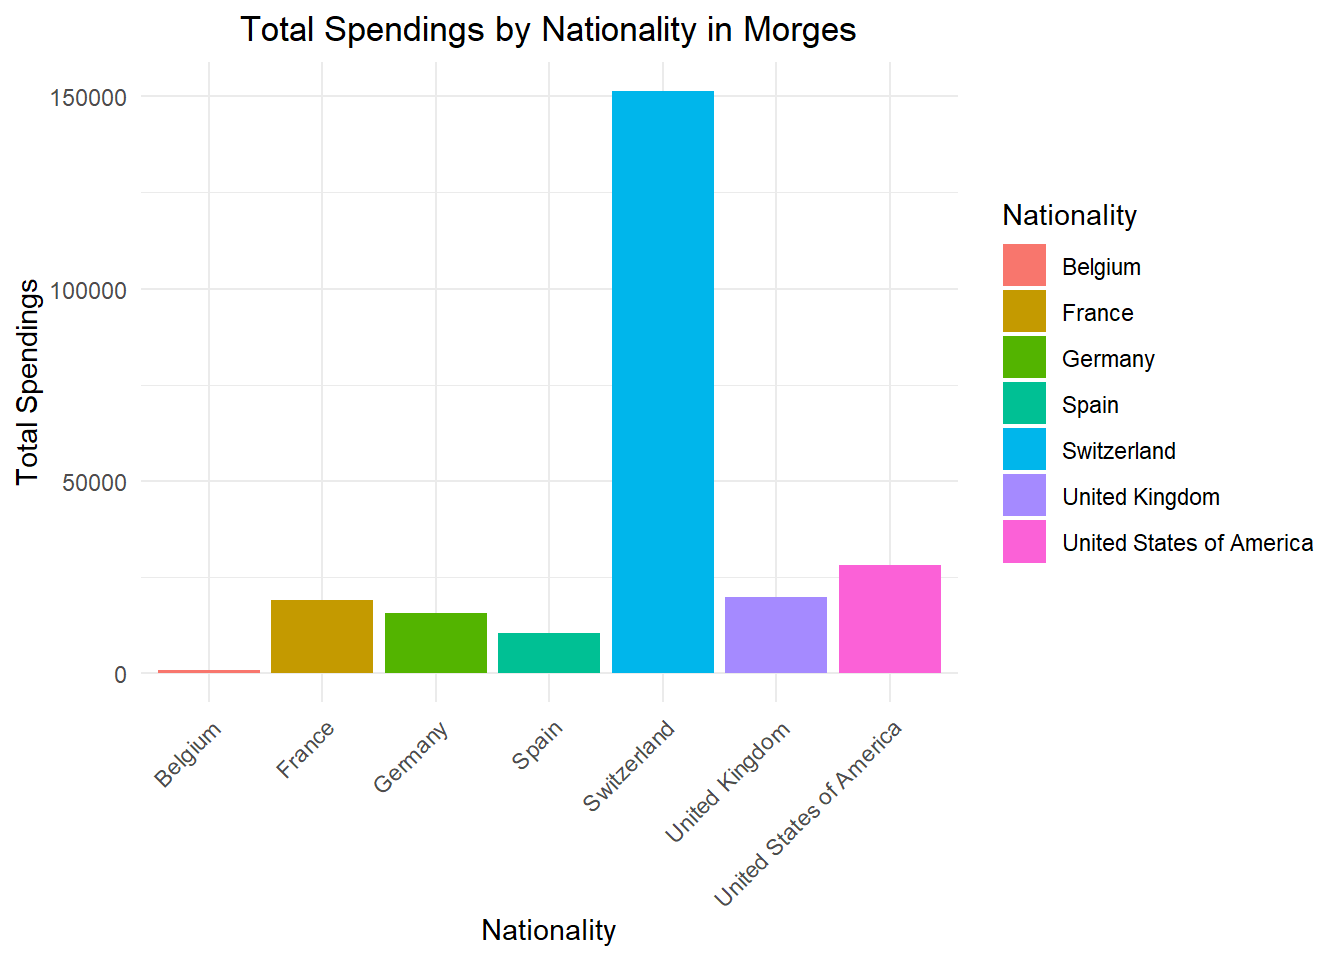 Total Spendings by Nationality in Morges
Total Spendings
150000
100000
50000
0
Belgium
France
Germany
Spain
Switzerland
United Kingdom
United States of America
Nationality
Nationality
Belgium
France
Germany
Spain
Switzerland
United Kingdom
United States of America